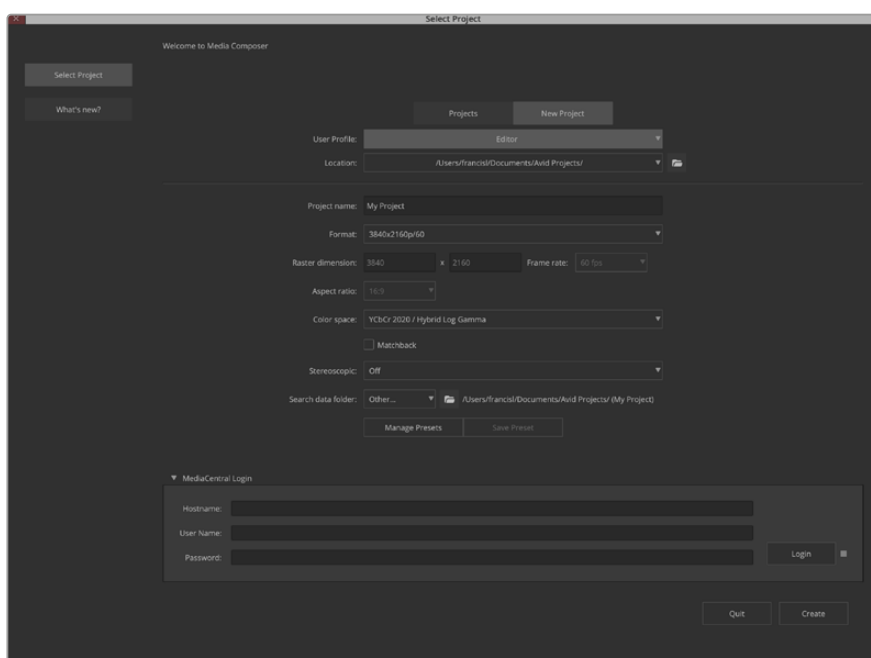 Select Project
Welcome to Media Composer
Select Project
What's new?
Projects New Project
User Profile: Editor
Location: /Users/francisl/Documents/Avid Projects/
Project name: My Project
Format: 3840x2160p/60
Raster dimension: 3840 x 2160 Frame rate: 60 fps
Aspect ratio: 16:9
Color space: YCbCr 2020 / Hybrid Log Gamma
Matchback
Stereoscopic: Off
Search data folder: Other... /Users/francisl/Documents/Avid Projects/ (My Project)
Manage Presets Save Preset
MediaCentral Login
Hostname:
User Name:
Password:
Login
Quit Create